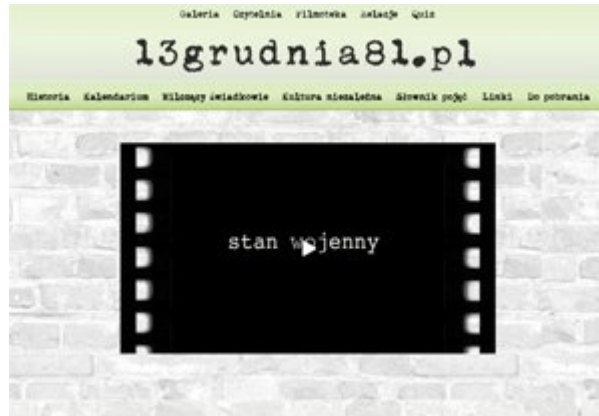 Galeria Czytelnia Filmoteka Relacje Quiz
13grudnia81.pl
Historia Kalendarium Milczący świadkowie Kultura niezależna Słownik pojęć Linki Do pobrania
stan wojenny